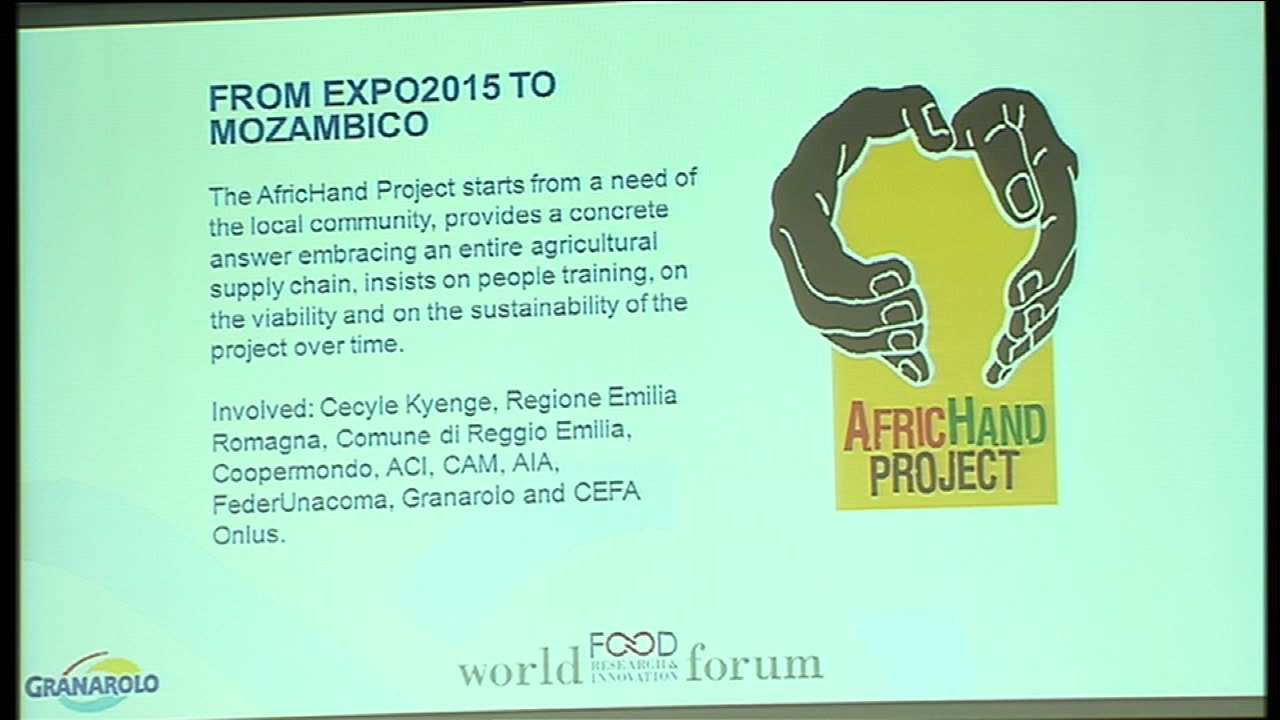 FROM EXPO2015 TO
MOZAMBICO
The AfricHand Project starts from a need of
the local community, provides a concrete
answer embracing an entire agricultural
supply chain, insists on people training, on
the viability and on the sustainability of the
project over time.
Involved: Cecyle Kyenge, Regione Emilia
Romagna, Comune di Reggio Emilia,
Coopermondo, ACI, CAM, AIA,
FederUnacoma, Granarolo and CEFA
Onlus.
AFRICHAND
PROJECT
GRANAROLO
world FOOD RESEARCH & INNOVATION forum